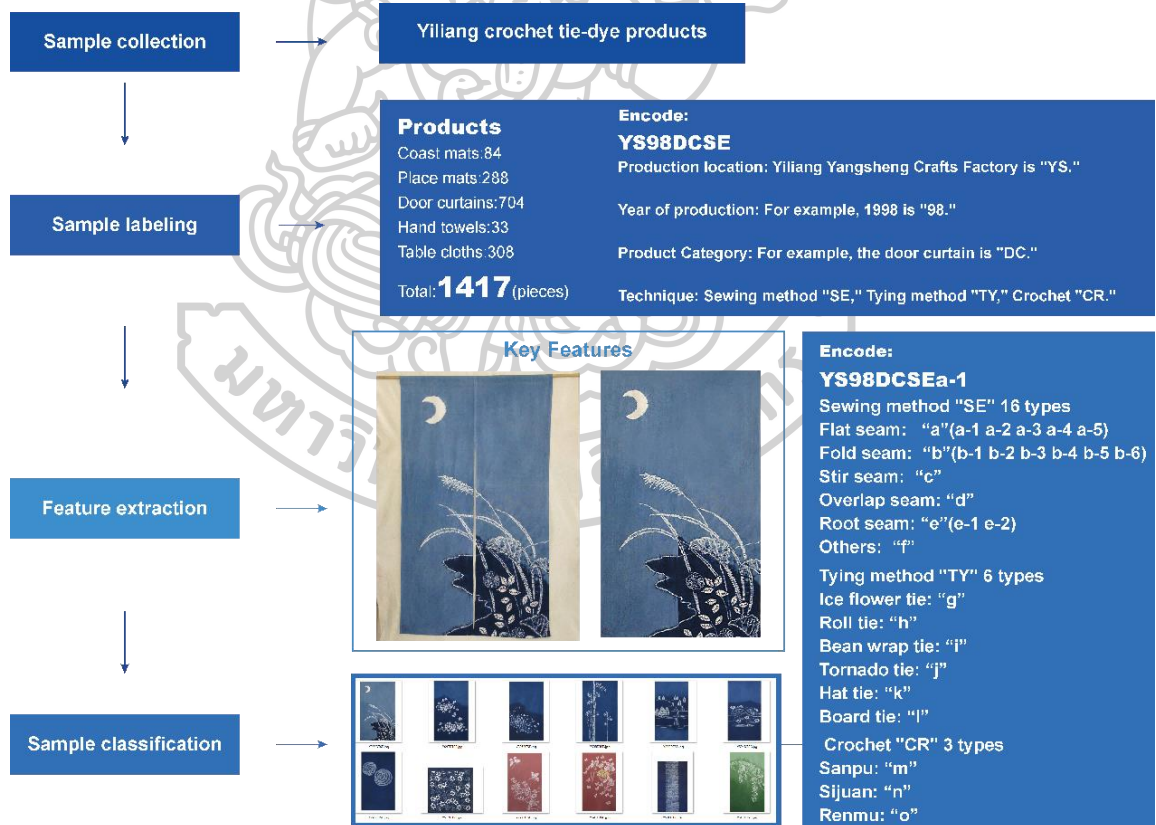 Sample collection
Yiliang crochet tie-dye products
Products
Coast mats:84
Place mats:288
Door curtains:704
Hand towels:33
Table cloths:308
Total:1417(pieces)
Encode:
YS98DCSE
Production location: Yiliang Yangsheng Crafts Factory is "YS."
Year of production: For example, 1998 is "98."
Product Category: For example, the door curtain is "DC."
Technique: Sewing method "SE," Tying method "TY," Crochet "CR."
Sample labeling
Key Features
Feature extraction
Encode:
YS98DCSEa-1
Sewing method "SE" 16 types
Flat seam: “a”(a-1 a-2 a-3 a-4 a-5)
Fold seam: “b”(b-1 b-2 b-3 b-4 b-5 b-6)
Stir seam: “c”
Overlap seam: “d”
Root seam: “e”(e-1 e-2)
Others: “f”
Tying method "TY" 6 types
Ice flower tie: “g”
Roll tie: “h”
Bean wrap tie: “i”
Tornado tie: “j”
Hat tie: “k”
Board tie: “l”
Crochet "CR" 3 types
Sanpu: “m”
Sijuan: “n”
Renmu: “o”
Sample classification